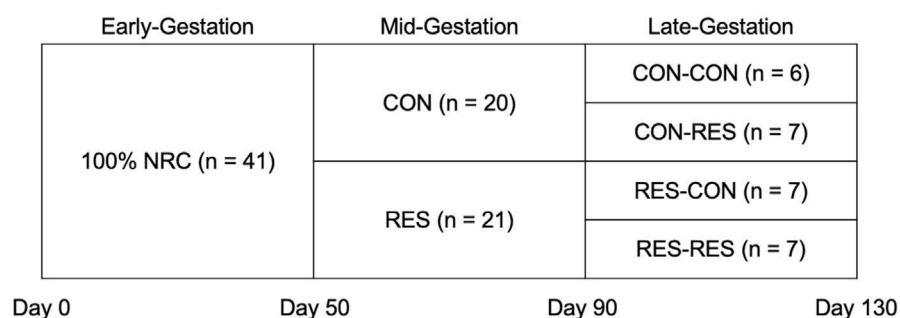 Early-Gestation Mid-Gestation Late-Gestation
100% NRC (n = 41)
CON (n = 20)
RES (n = 21)
CON-CON (n = 6)
CON-RES (n = 7)
RES-CON (n = 7)
RES-RES (n = 7)
Day 0 Day 50 Day 90 Day 130